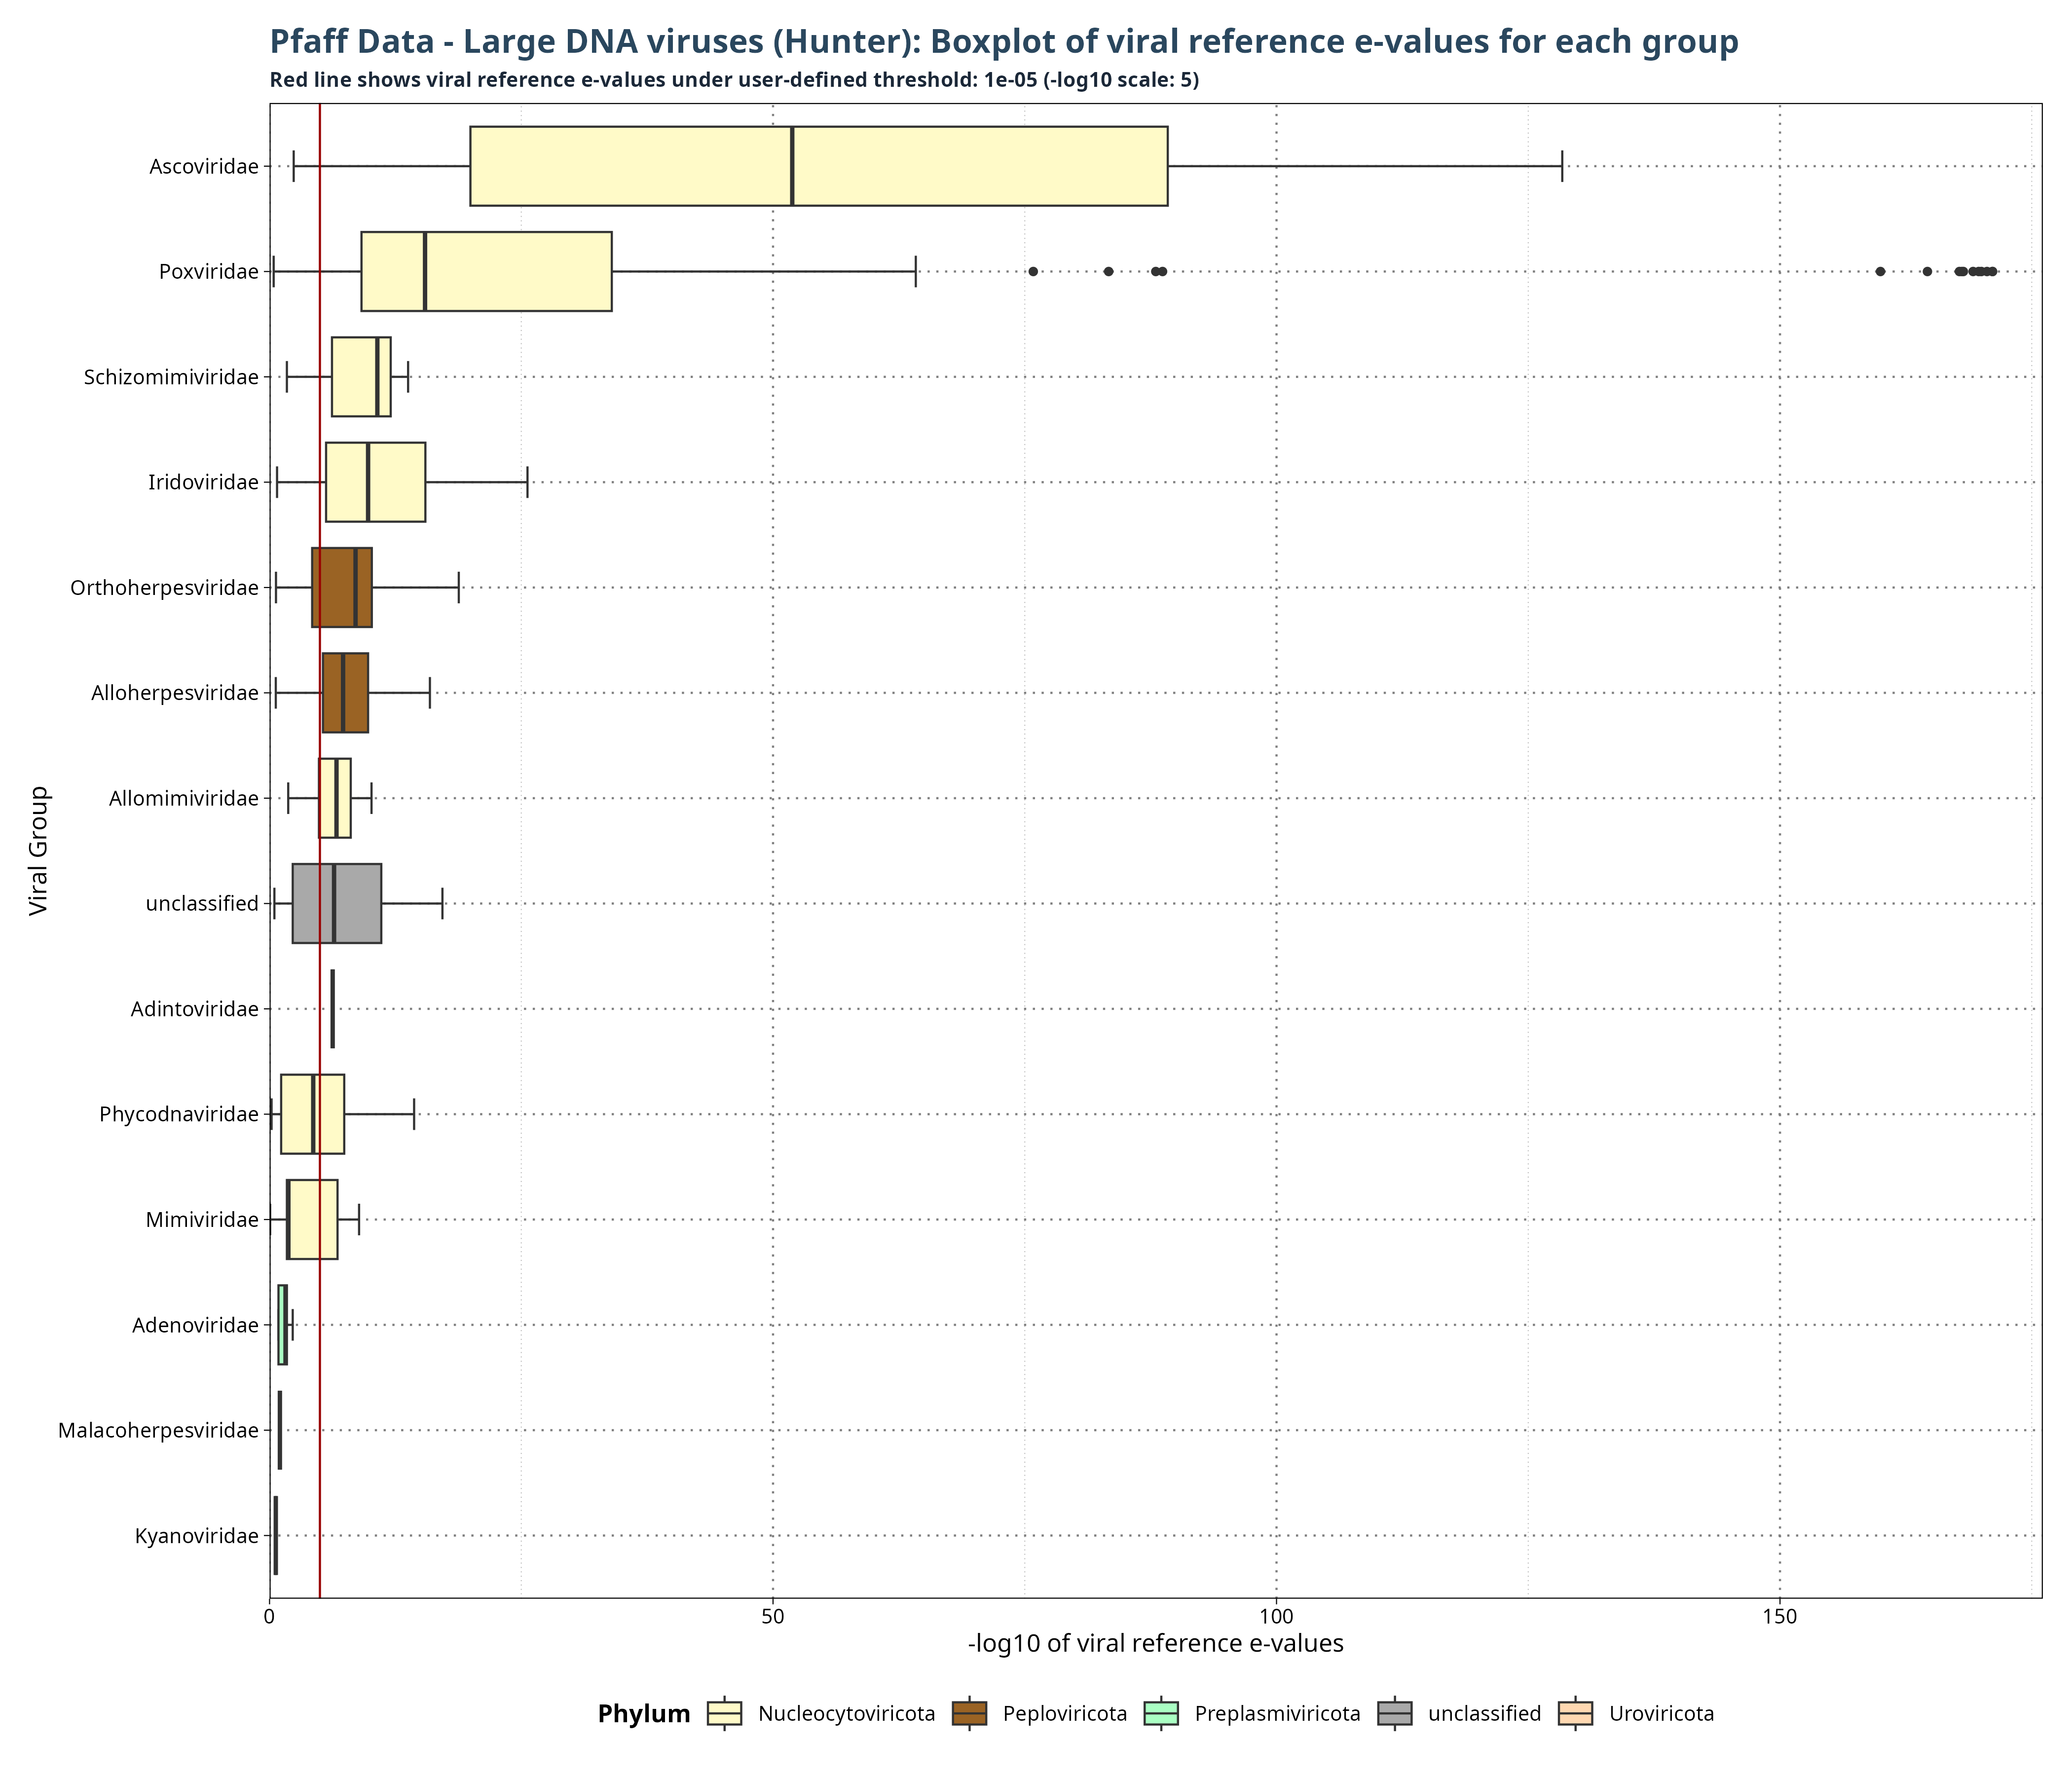 Pfaff Data - Large DNA viruses (Hunter): Boxplot of viral reference e-values for each group
Red line shows viral reference e-values under user-defined threshold: 1e-05 (-log10 scale: 5)
Viral Group
Ascoviridae
Poxviridae
Schizomimiviridae
Iridoviridae
Orthoherpesviridae
Alloherpesviridae
Allomimiviridae
unclassified
Adintoviridae
Phycodnaviridae
Mimiviridae
Adenoviridae
Malacoherpesviridae
Kyanoviridae
0 50 100 150
-log10 of viral reference e-values
Phylum Nucleocytoviricota Peploviricota Preplasmiviricota unclassified Uroviricota